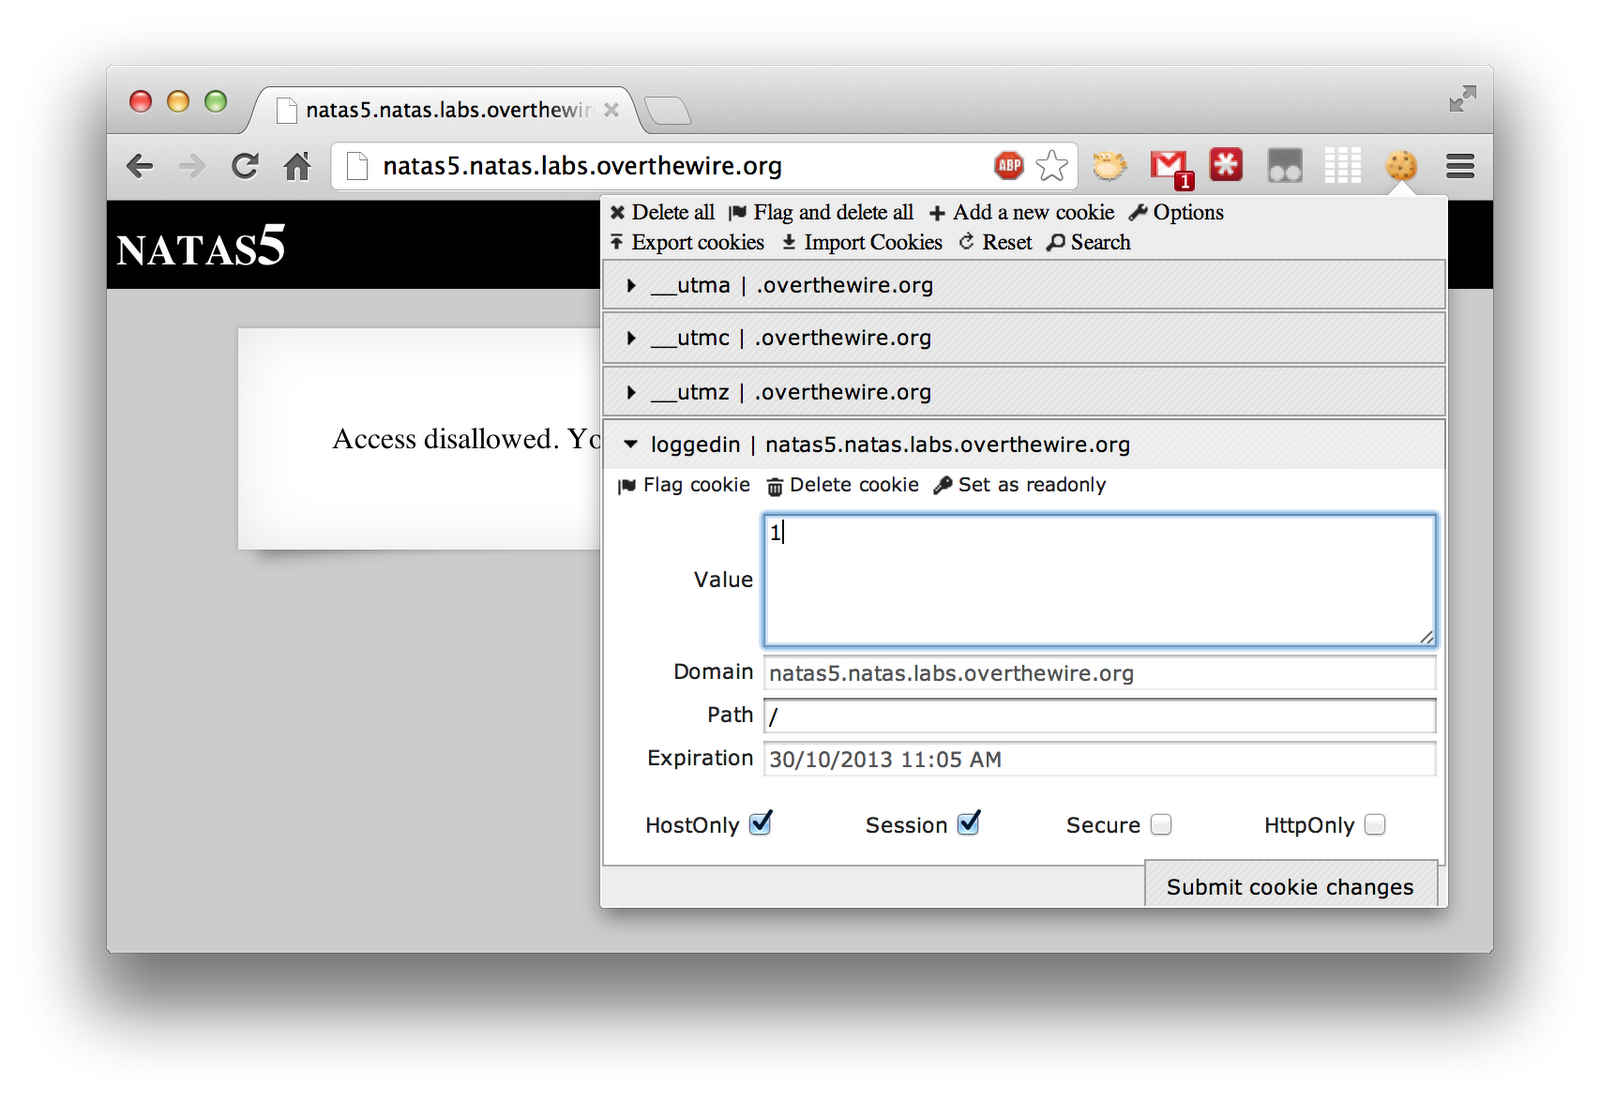 natas5.natas.labs.overthewir
natas5.natas.labs.overthewire.org
ABP
1
Delete all Flag and delete all Add a new cookie Options
Export cookies Import Cookies Reset Search
NATAS5
__utma | .overthewire.org
__utmc | .overthewire.org
__utmz | .overthewire.org
Access disallowed. Yo
loggedin | natas5.natas.labs.overthewire.org
Flag cookie Delete cookie Set as readonly
Value 1
Domain natas5.natas.labs.overthewire.org
Path /
Expiration 30/10/2013 11:05 AM
HostOnly Session Secure HttpOnly
Submit cookie changes